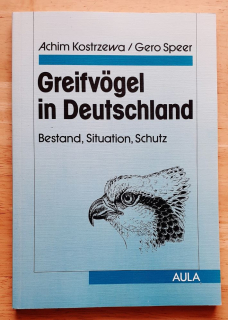 Achim Kostrzewa / Gero Speer
Greifvögel
in Deutschland
Bestand, Situation, Schutz
AULA